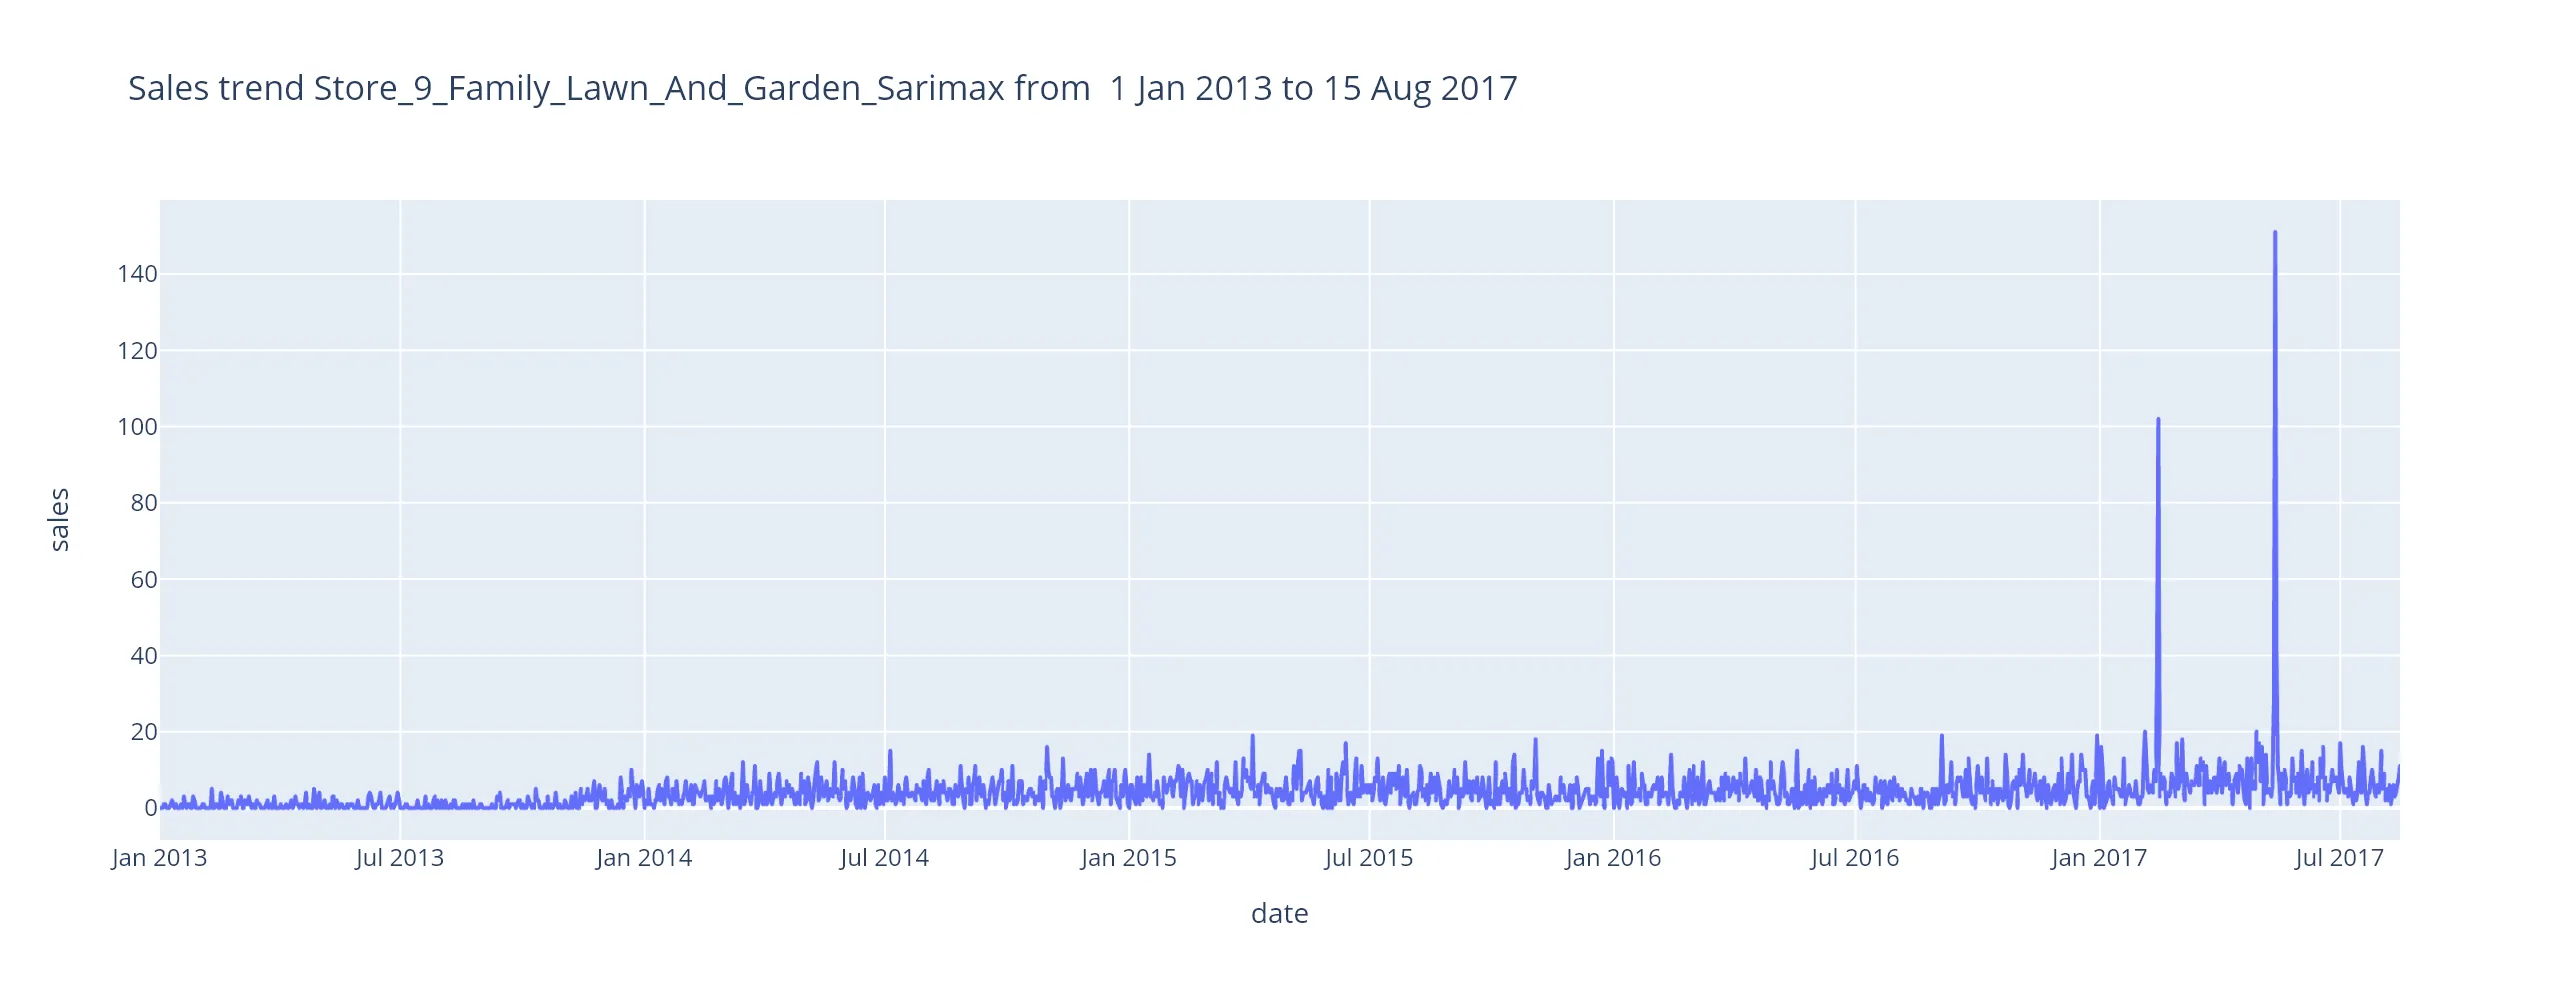 Sales trend Store_9_Family_Lawn_And_Garden_Sarimax from  1 Jan 2013 to 15 Aug 2017
140
120
100
80
60
40
20
0
sales
Jan 2013 Jul 2013 Jan 2014 Jul 2014 Jan 2015 Jul 2015 Jan 2016 Jul 2016 Jan 2017 Jul 2017
date